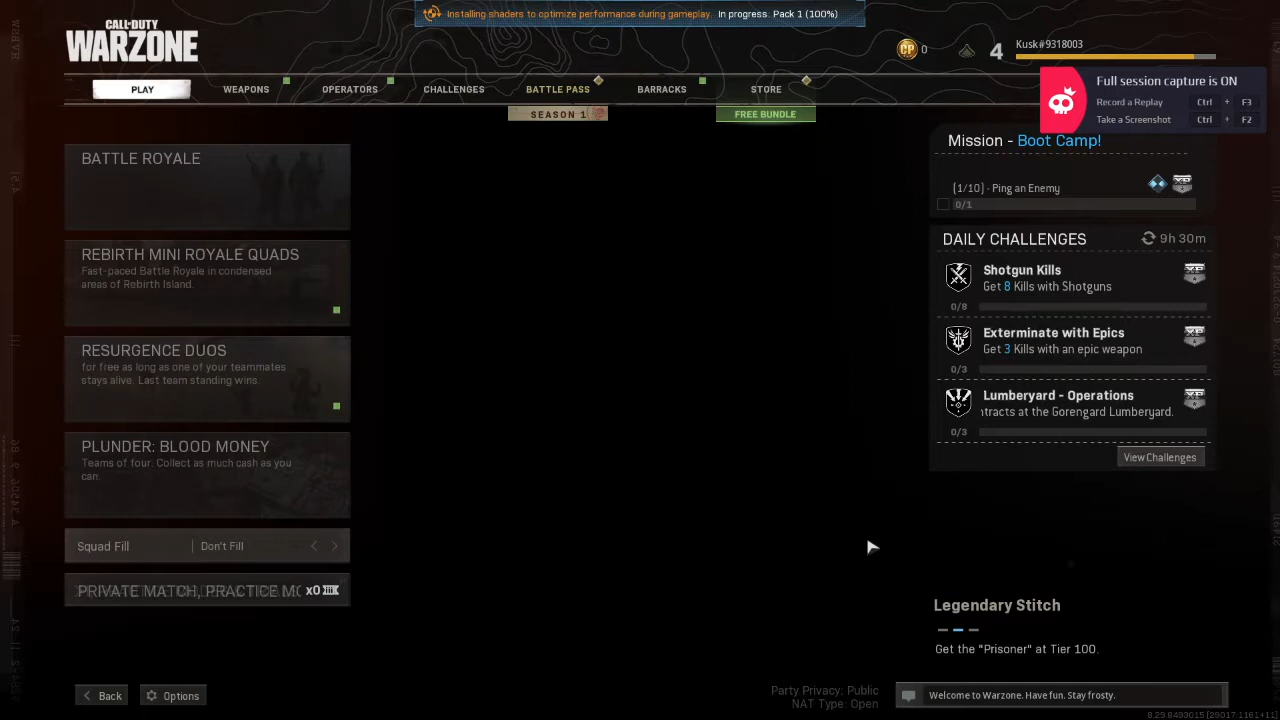 Installing shaders to optimize performance during gameplay. In progress: Pack 1 (100%)
CALL·DUTY
WARZONE
CP 0
4
Kusk#9318003
PLAY
WEAPONS
OPERATORS
CHALLENGES
BATTLE PASS
BARRACKS
STORE
SEASON 1
FREE BUNDLE
Full session capture is ON
Record a Replay Ctrl + F3
Take a Screenshot Ctrl + F2
BATTLE ROYALE
REBIRTH MINI ROYALE QUADS
Fast-paced Battle Royale in condensed
areas of Rebirth Island.
RESURGENCE DUOS
for free as long as one of your teammates
stays alive. Last team standing wins.
PLUNDER: BLOOD MONEY
Teams of four. Collect as much cash as you
can.
Squad Fill Don't Fill
PRIVATE MATCH, PRACTICE x0
Mission - Boot Camp!
[1/10] - Ping an Enemy
0/1
DAILY CHALLENGES 9h 30m
Shotgun Kills
Get 8 Kills with Shotguns
0/8
Exterminate with Epics
Get 3 Kills with an epic weapon
0/3
Lumberyard - Operations
ntracts at the Gorengard Lumberyard.
0/3
View Challenges
Legendary Stitch
Get the "Prisoner" at Tier 100.
Back
Options
Party Privacy: Public
NAT Type: Open
Welcome to Warzone. Have fun. Stay frosty.